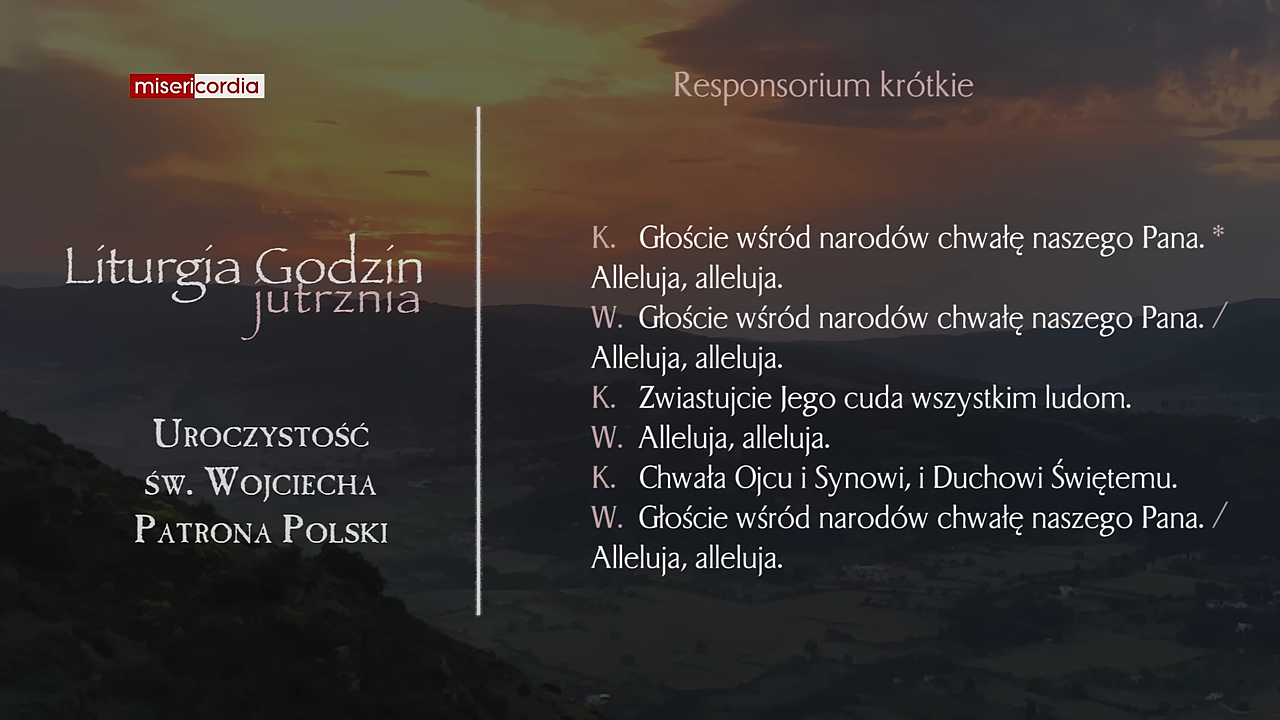 misericordia
Liturgia Godzin
jutrznia
Uroczystość
św. Wojciecha
Patrona Polski
Responsorium krótkie
K. Głoście wśród narodów chwałę naszego Pana. *
Alleluja, alleluja.
W. Głoście wśród narodów chwałę naszego Pana. /
Alleluja, alleluja.
K. Zwiastujcie Jego cuda wszystkim ludom.
W. Alleluja, alleluja.
K. Chwała Ojcu i Synowi, i Duchowi Świętemu.
W. Głoście wśród narodów chwałę naszego Pana. /
Alleluja, alleluja.